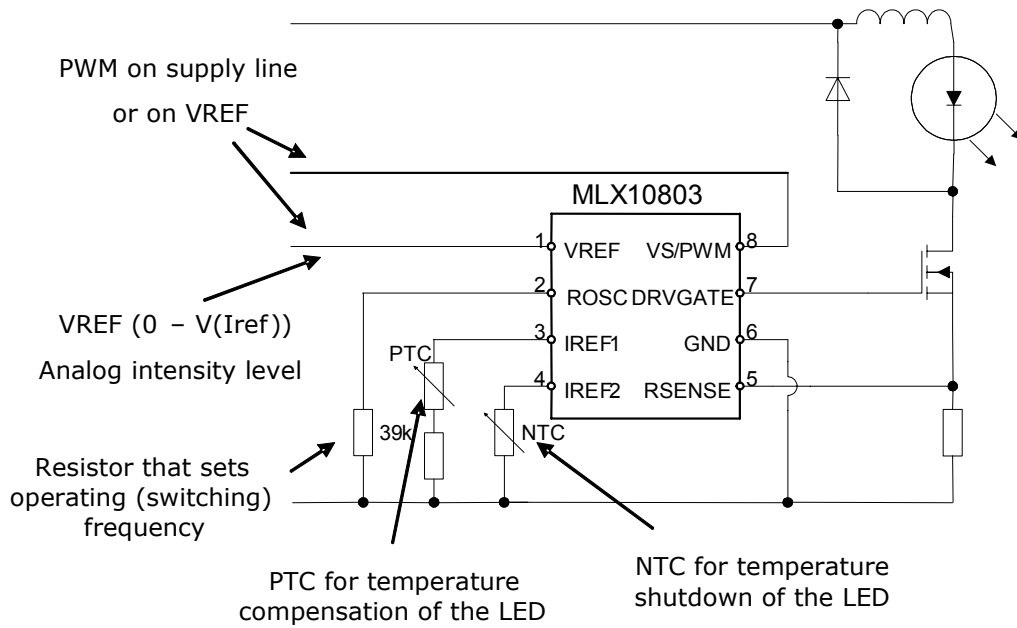 PWM on supply line
or on VREF
MLX10803
1 VREF VS/PWM 8
2 ROSC DRVGATE 7
3 IREF1 GND 6
4 IREF2 RSENSE 5
VREF (0 – V(Iref))
Analog intensity level
PTC
39k
NTC
Resistor that sets
operating (switching)
frequency
PTC for temperature
compensation of the LED
NTC for temperature
shutdown of the LED